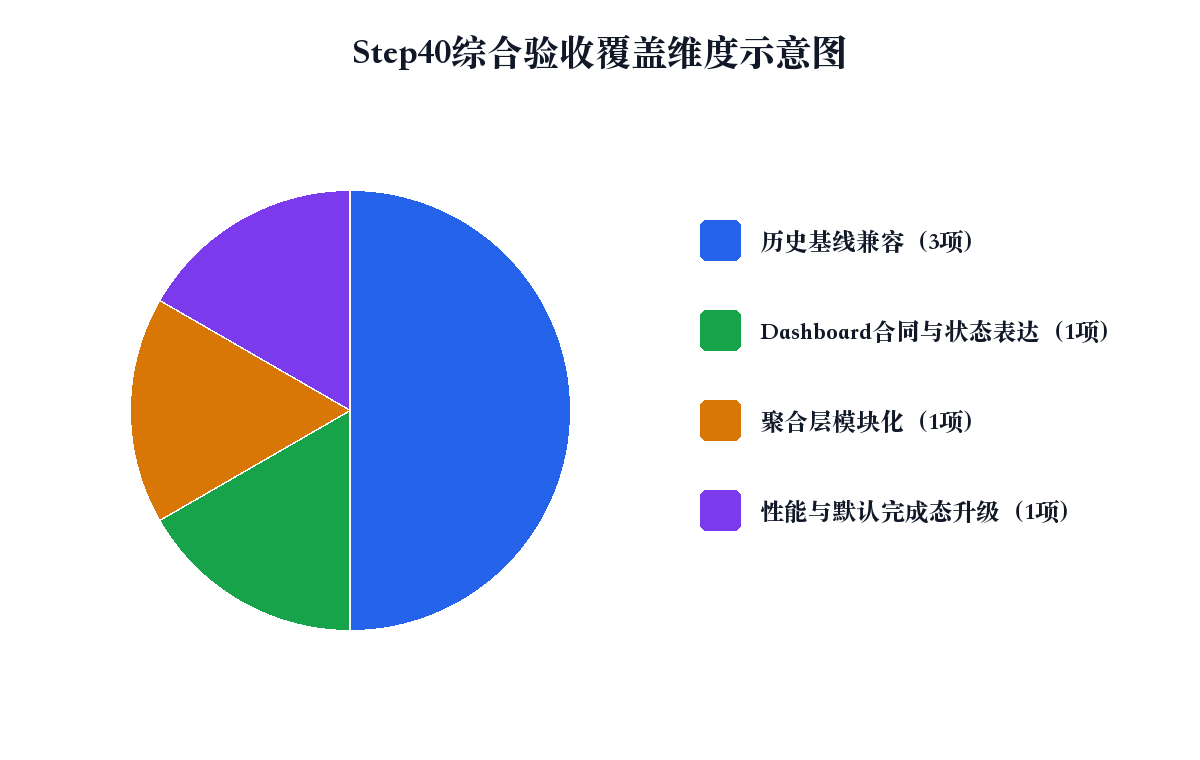 Step40综合验收覆盖维度示意图
历史基线兼容（3项）
Dashboard合同与状态表达（1项）
聚合层模块化（1项）
性能与默认完成态升级（1项）